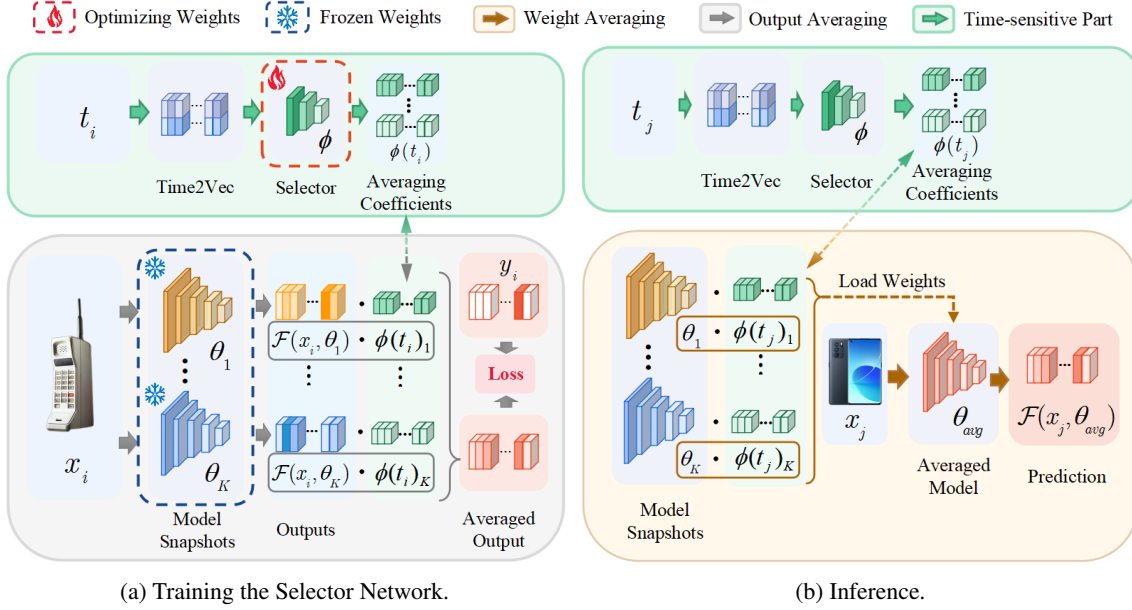 Optimizing Weights
Frozen Weights
Weight Averaging
Output Averaging
Time-sensitive Part
t_i
Time2Vec
ϕ
Selector
ϕ(t_i)
Averaging
Coefficients
x_i
θ_1
θ_K
Model
Snapshots
F(x_i, θ_1) · ϕ(t_i)_1
F(x_i, θ_K) · ϕ(t_i)_K
Outputs
y_i
Loss
Averaged
Output
(a) Training the Selector Network.
t_j
Time2Vec
ϕ
Selector
ϕ(t_j)
Averaging
Coefficients
θ_1 · ϕ(t_j)_1
θ_K · ϕ(t_j)_K
Model
Snapshots
Load Weights
x_j
θ_avg
Averaged
Model
F(x_j, θ_avg)
Prediction
(b) Inference.